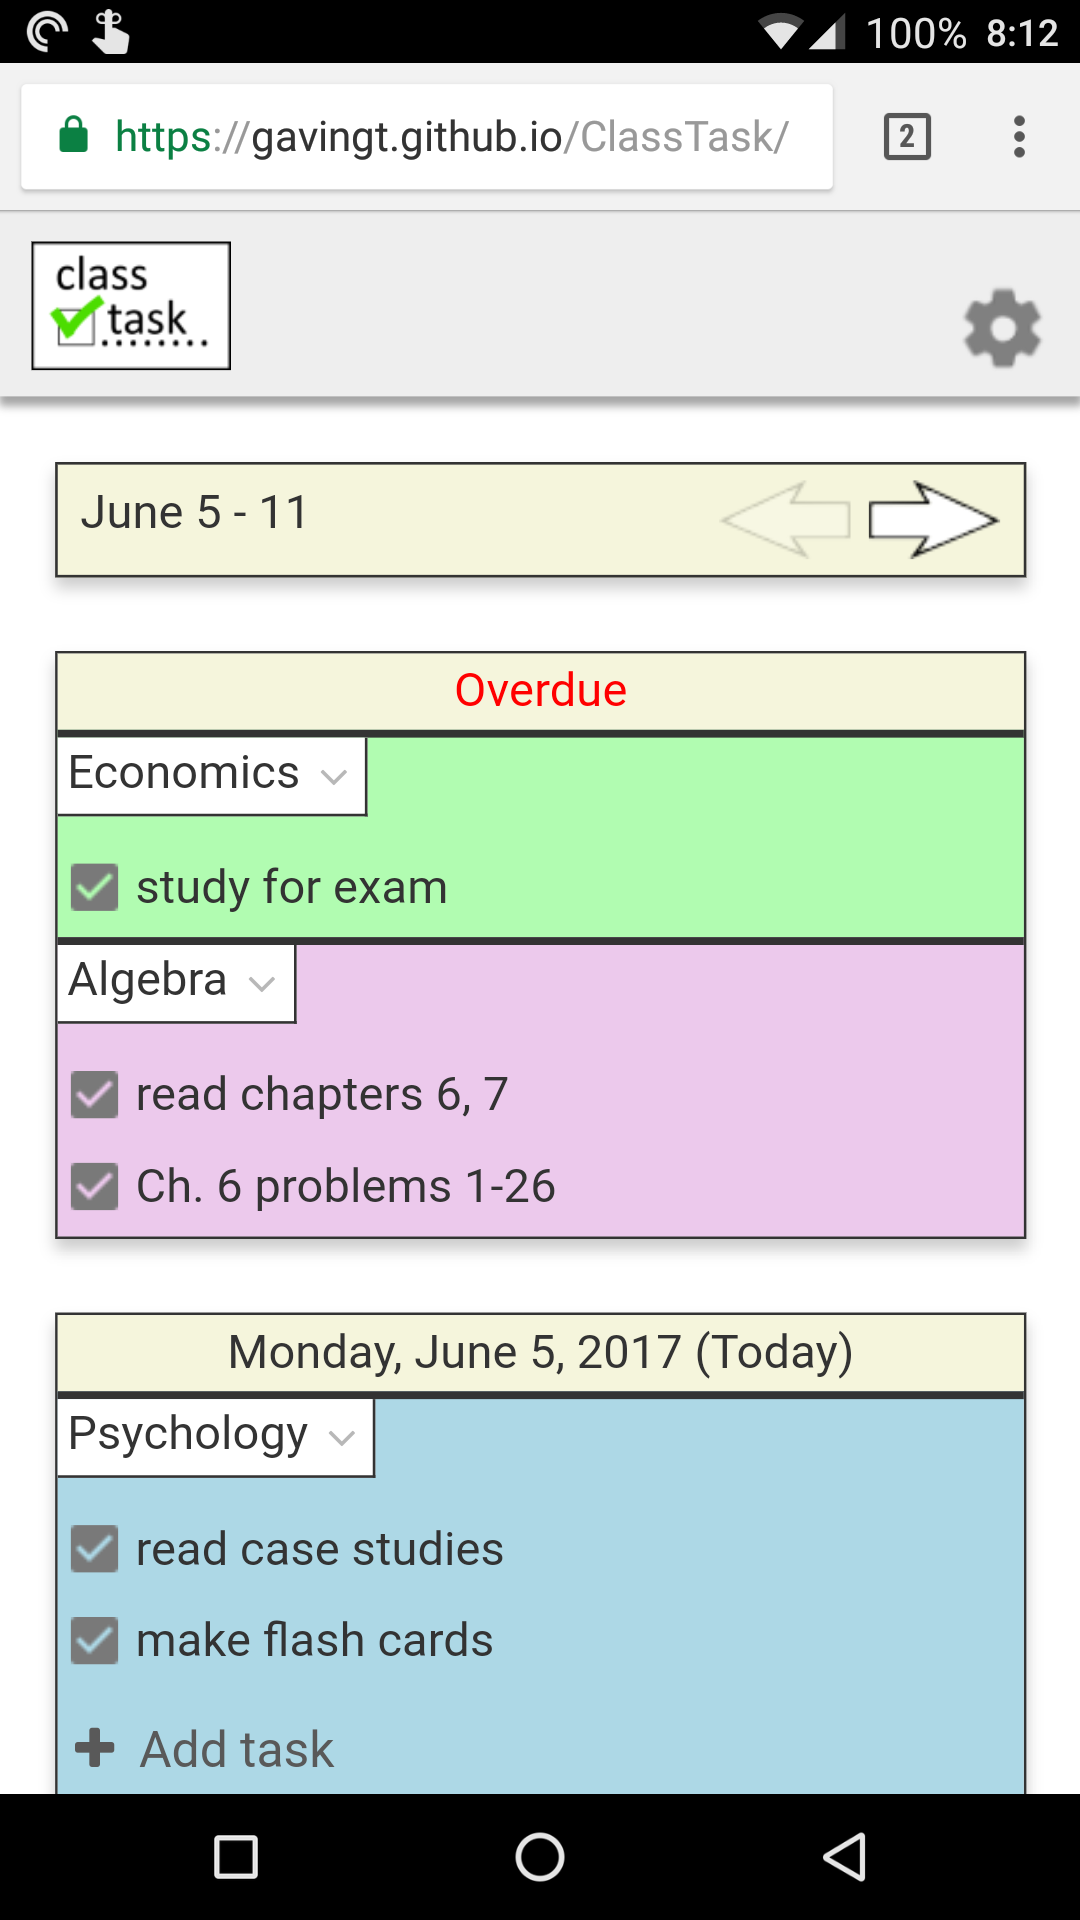 100% 8:12
https://gavingt.github.io/ClassTask/
2
class
task
June 5 - 11
Overdue
Economics
study for exam
Algebra
read chapters 6, 7
Ch. 6 problems 1-26
Monday, June 5, 2017 (Today)
Psychology
read case studies
make flash cards
Add task